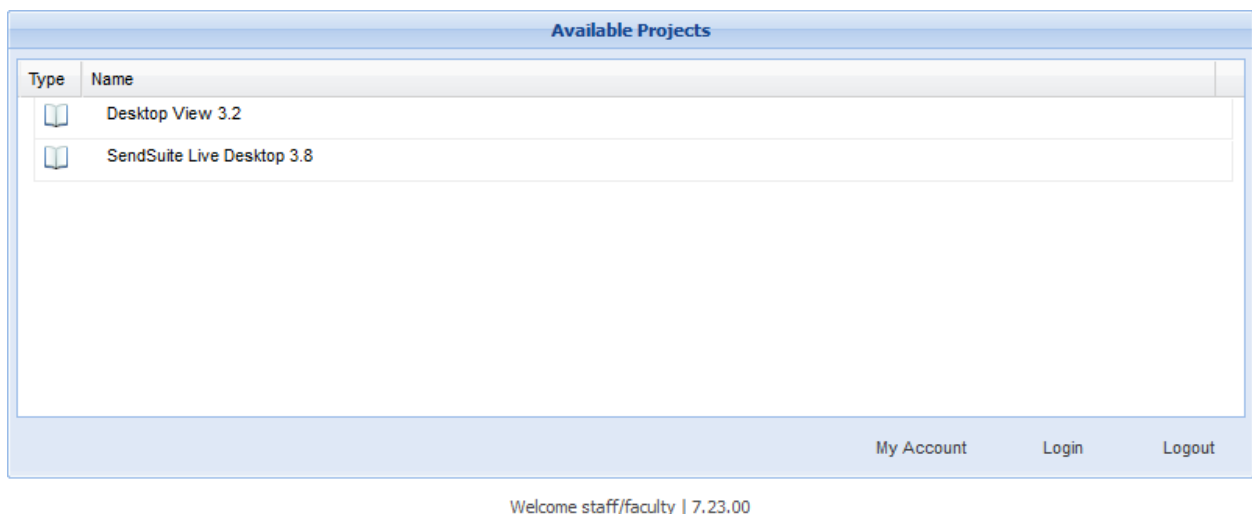 Available Projects
Type Name
Desktop View 3.2
SendSuite Live Desktop 3.8
My Account Login Logout
Welcome staff/faculty | 7.23.00